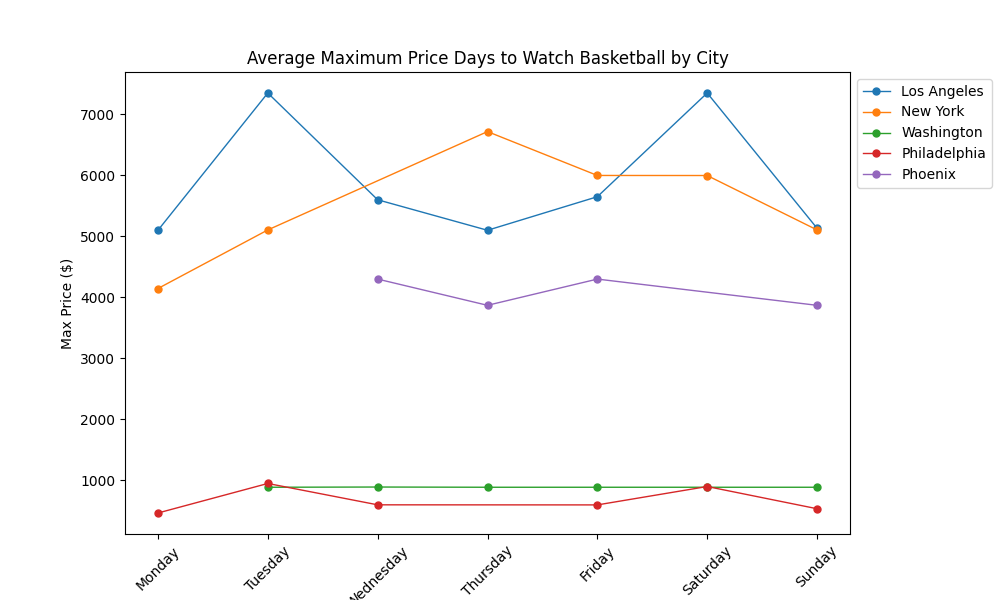 Average Maximum Price Days to Watch Basketball by City
Los Angeles
New York
Washington
Philadelphia
Phoenix
Max Price ($)
7000
6000
5000
4000
3000
2000
1000
Monday
Tuesday
Wednesday
Thursday
Friday
Saturday
Sunday